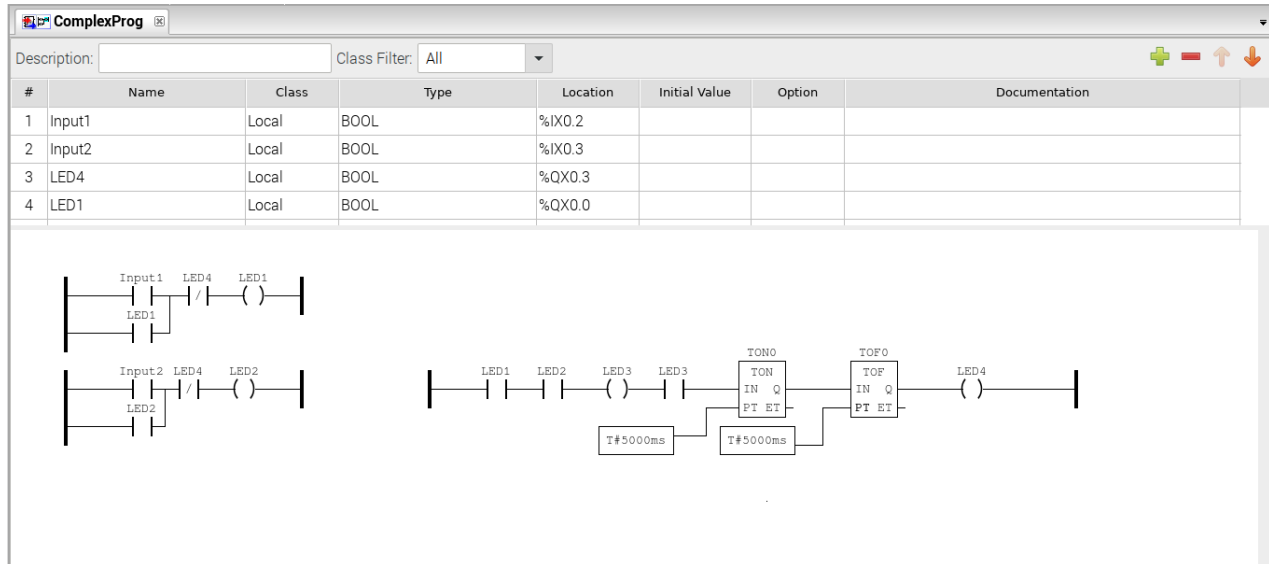 ComplexProg
Description: Class Filter: All
# Name Class Type Location Initial Value Option Documentation
1 Input1 Local BOOL %IX0.2
2 Input2 Local BOOL %IX0.3
3 LED4 Local BOOL %QX0.3
4 LED1 Local BOOL %QX0.0
Input1 LED4 LED1
LED1
Input2 LED4 LED2
LED2
TON0 TOF0
LED1 LED2 LED3 LED3 TON TOF LED4
IN Q IN Q
PT ET PT ET
T#5000ms T#5000ms